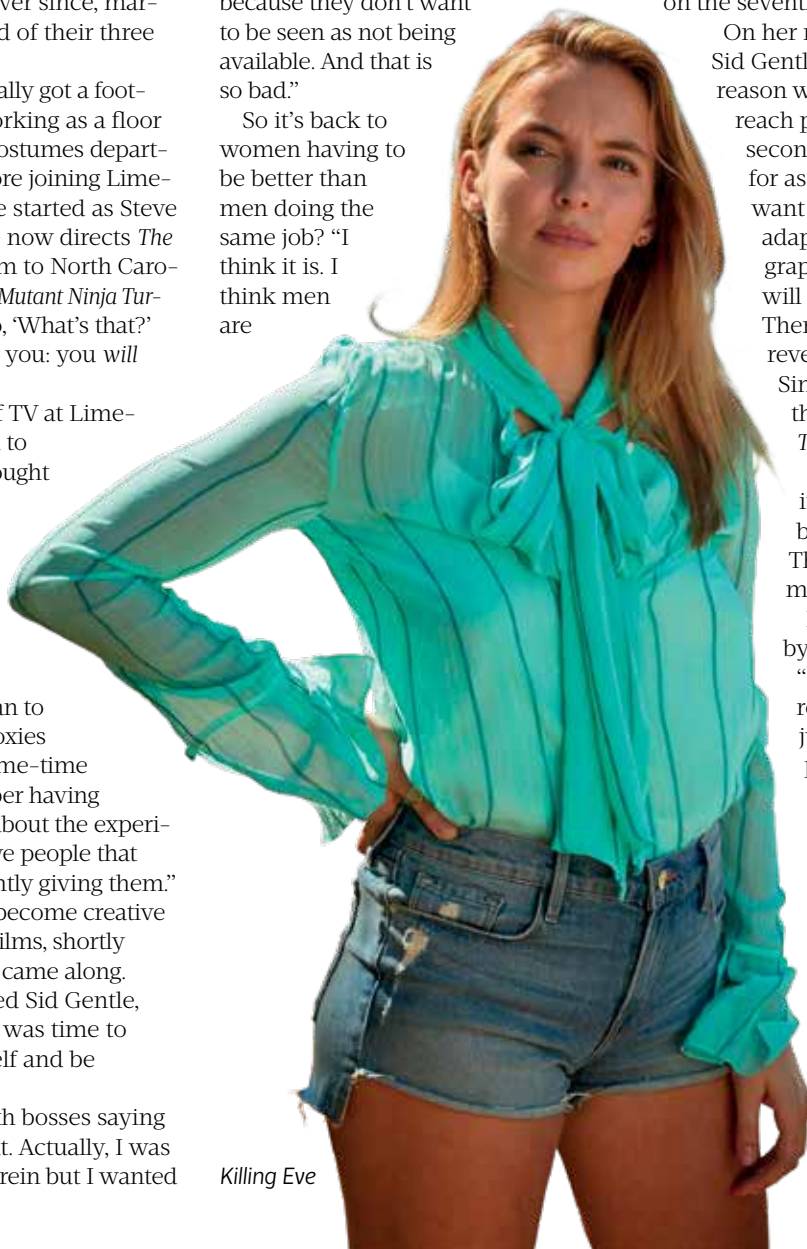 ver since, mar-
d of their three
ally got a foot-
orking as a floor
ostumes depart-
ore joining Lime-
e started as Steve
now directs The
m to North Caro-
Mutant Ninja Tur-
, ‘What’s that?’
you: you will
f TV at Lime-
to
ought
an to
oxies
me-time
per having
about the experi-
ve people that
ntly giving them.”
become creative
ilms, shortly
came along.
ed Sid Gentle,
was time to
elf and be
th bosses saying
t. Actually, I was
rein but I wanted
because they don’t want
to be seen as not being
available. And that is
so bad.”
So it’s back to
women having to
be better than
men doing the
same job? “I
think it is. I
think men
are
Killing Eve
on the seventh
On her
Sid Gentl
reason w
reach p
secon
for as
want
adap
grap
will
Ther
reve
Sin
th
T
i
b
Th
m
by
“
r
j